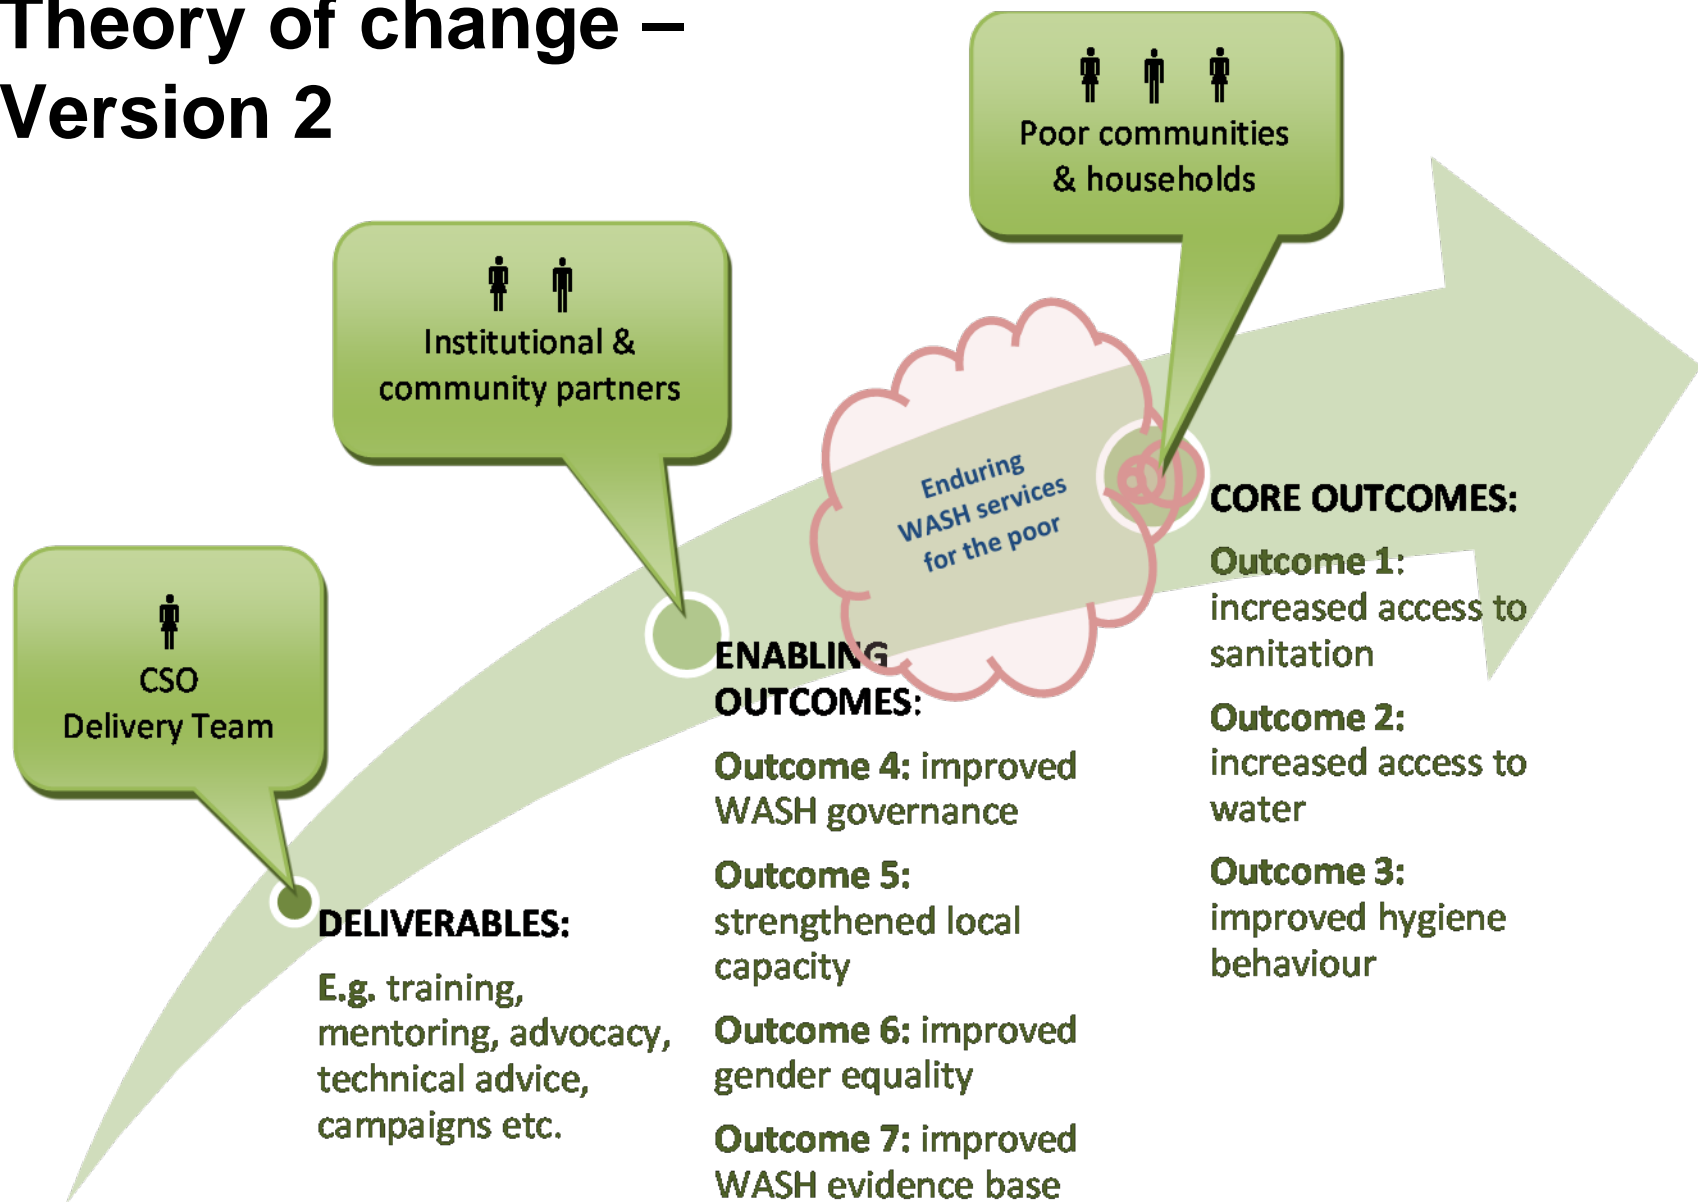 Theory of change –
Version 2
Poor communities
& households
Institutional &
community partners
CSO
Delivery Team
Enduring
WASH services
for the poor
DELIVERABLES:
E.g. training,
mentoring, advocacy,
technical advice,
campaigns etc.
ENABLING
OUTCOMES:
Outcome 4: improved
WASH governance
Outcome 5:
strengthened local
capacity
Outcome 6: improved
gender equality
Outcome 7: improved
WASH evidence base
CORE OUTCOMES:
Outcome 1:
increased access to
sanitation
Outcome 2:
increased access to
water
Outcome 3:
improved hygiene
behaviour